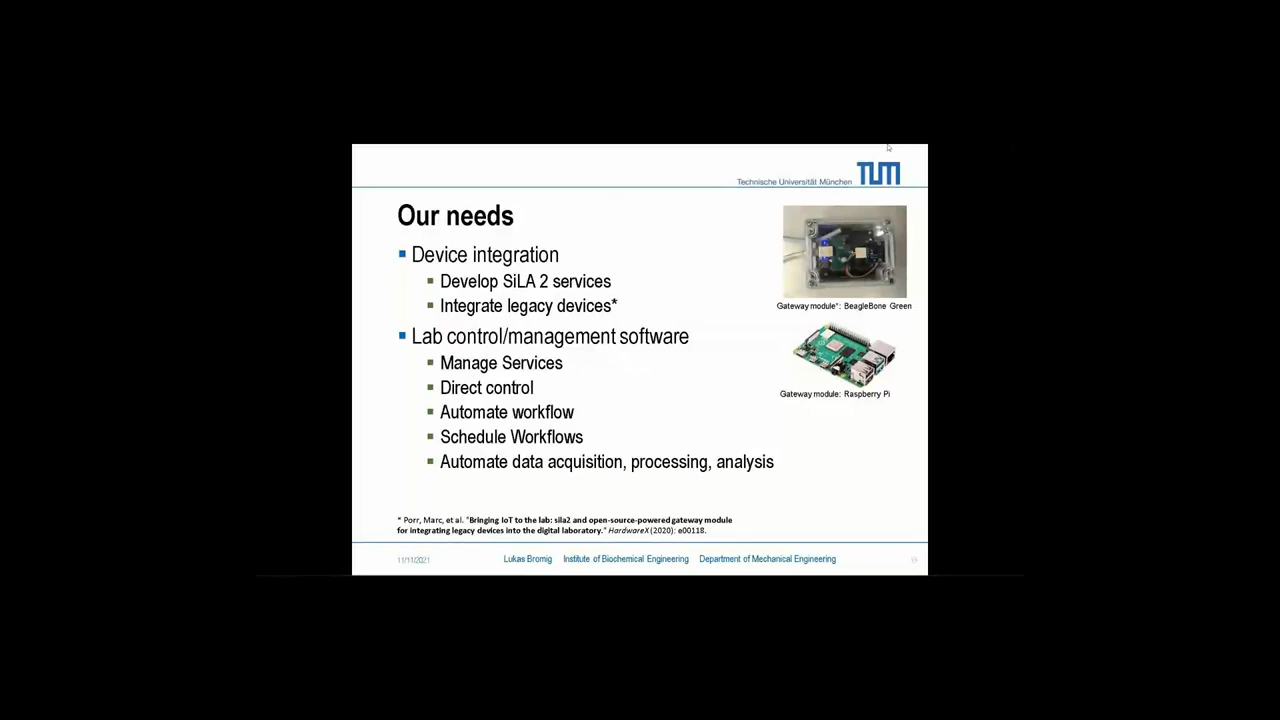 Technische Universität München
TUM
Our needs
Device integration
Develop SiLA 2 services
Integrate legacy devices*
Lab control/management software
Manage Services
Direct control
Automate workflow
Schedule Workflows
Automate data acquisition, processing, analysis
Gateway module*: BeagleBone Green
Gateway module: Raspberry Pi
* Porr, Marc, et al. "Bringing IoT to the lab: sila2 and open-source-powered gateway module
for integrating legacy devices into the digital laboratory." HardwareX (2020): e00118.
11/11/2021
Lukas Bromig Institute of Biochemical Engineering Department of Mechanical Engineering